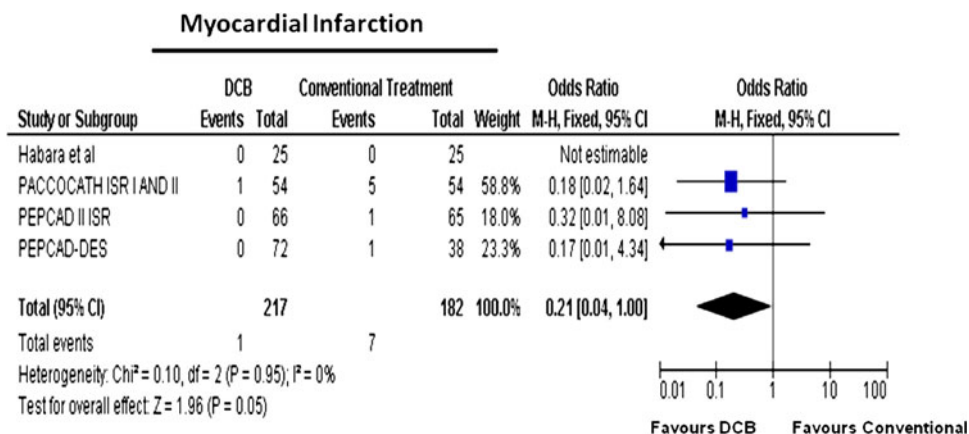 Myocardial Infarction
DCB Conventional Treatment Odds Ratio Odds Ratio
Study or Subgroup Events Total Events Total Weight M-H, Fixed, 95% CI M-H, Fixed, 95% CI
Habara et al 0 25 0 25 Not estimable
PACCOCATH ISR I AND II 1 54 5 54 58.8% 0.18 [0.02, 1.64]
PEPCAD II ISR 0 66 1 65 18.0% 0.32 [0.01, 8.08]
PEPCAD-DES 0 72 1 38 23.3% 0.17 [0.01, 4.34]
Total (95% CI) 217 182 100.0% 0.21 [0.04, 1.00]
Total events 1 7
Heterogeneity: Chi² = 0.10, df = 2 (P = 0.95); I² = 0%
Test for overall effect: Z = 1.96 (P = 0.05)
0.01 0.1 1 10 100
Favours DCB Favours Conventional